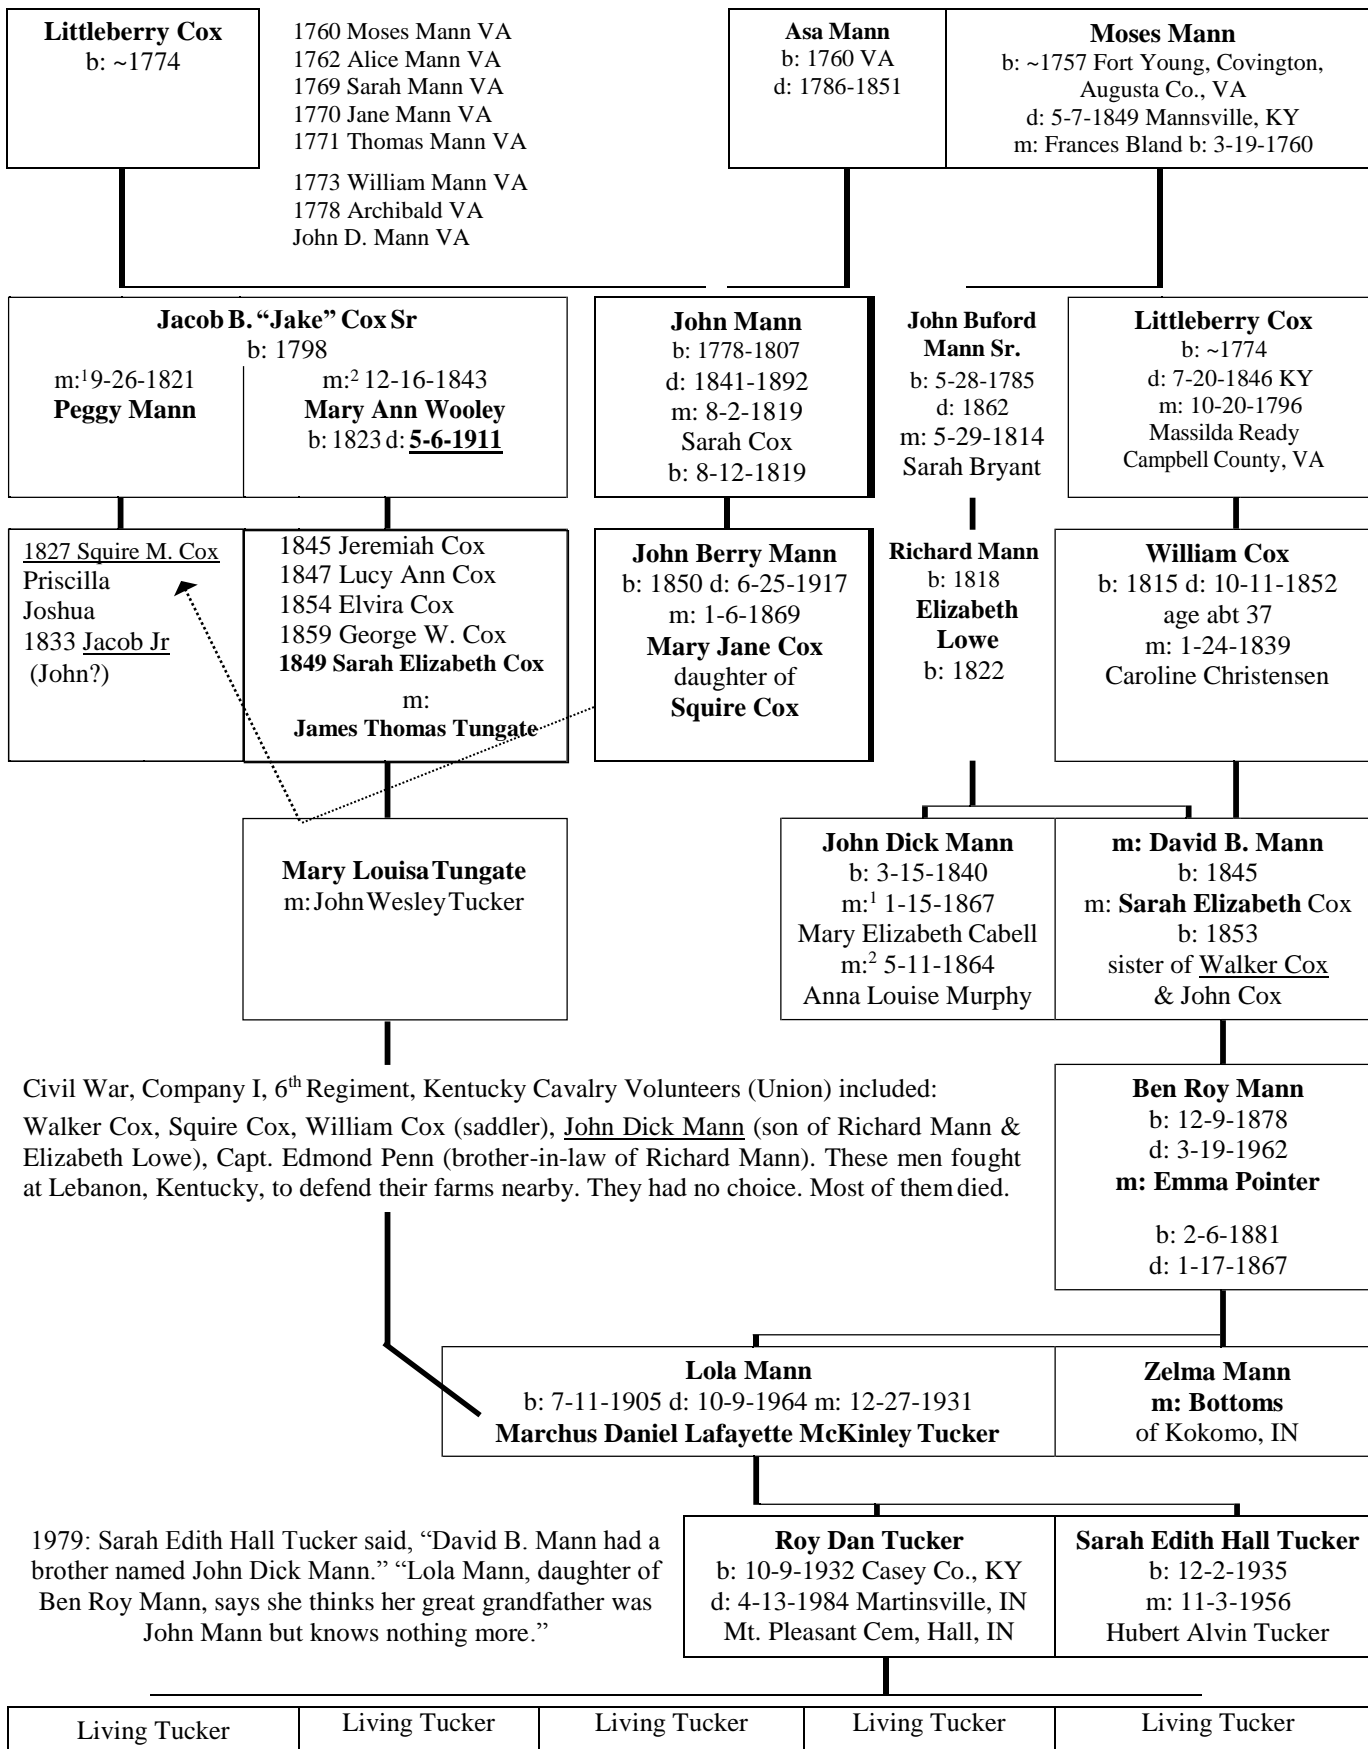 Littleberry Cox
b: ~1774
1760 Moses Mann VA
1762 Alice Mann VA
1769 Sarah Mann VA
1770 Jane Mann VA
1771 Thomas Mann VA
1773 William Mann VA
1778 Archibald VA
John D. Mann VA
Asa Mann
b: 1760 VA
d: 1786-1851
Moses Mann
b: ~1757 Fort Young, Covington,
Augusta Co., VA
d: 5-7-1849 Mannsville, KY
m: Frances Bland b: 3-19-1760
Jacob B. “Jake” Cox Sr
b: 1798
m:¹9-26-1821
Peggy Mann
m:² 12-16-1843
Mary Ann Wooley
b: 1823 d: 5-6-1911
John Mann
b: 1778-1807
d: 1841-1892
m: 8-2-1819
Sarah Cox
b: 8-12-1819
John Buford
Mann Sr.
b: 5-28-1785
d: 1862
m: 5-29-1814
Sarah Bryant
Littleberry Cox
b: ~1774
d: 7-20-1846 KY
m: 10-20-1796
Massilda Ready
Campbell County, VA
1827 Squire M. Cox
Priscilla
Joshua
1833 Jacob Jr
(John?)
1845 Jeremiah Cox
1847 Lucy Ann Cox
1854 Elvira Cox
1859 George W. Cox
1849 Sarah Elizabeth Cox
m:
James Thomas Tungate
John Berry Mann
b: 1850 d: 6-25-1917
m: 1-6-1869
Mary Jane Cox
daughter of
Squire Cox
Richard Mann
b: 1818
Elizabeth
Lowe
b: 1822
William Cox
b: 1815 d: 10-11-1852
age abt 37
m: 1-24-1839
Caroline Christensen
Mary Louisa Tungate
m: John Wesley Tucker
John Dick Mann
b: 3-15-1840
m:¹ 1-15-1867
Mary Elizabeth Cabell
m:² 5-11-1864
Anna Louise Murphy
m: David B. Mann
b: 1845
m: Sarah Elizabeth Cox
b: 1853
sister of Walker Cox
& John Cox
Civil War, Company I, 6th Regiment, Kentucky Cavalry Volunteers (Union) included:
Walker Cox, Squire Cox, William Cox (saddler), John Dick Mann (son of Richard Mann &
Elizabeth Lowe), Capt. Edmond Penn (brother-in-law of Richard Mann). These men fought
at Lebanon, Kentucky, to defend their farms nearby. They had no choice. Most of them died.
Ben Roy Mann
b: 12-9-1878
d: 3-19-1962
m: Emma Pointer
b: 2-6-1881
d: 1-17-1867
Lola Mann
b: 7-11-1905 d: 10-9-1964 m: 12-27-1931
Marchus Daniel Lafayette McKinley Tucker
Zelma Mann
m: Bottoms
of Kokomo, IN
1979: Sarah Edith Hall Tucker said, “David B. Mann had a
brother named John Dick Mann.” “Lola Mann, daughter of
Ben Roy Mann, says she thinks her great grandfather was
John Mann but knows nothing more.”
Roy Dan Tucker
b: 10-9-1932 Casey Co., KY
d: 4-13-1984 Martinsville, IN
Mt. Pleasant Cem, Hall, IN
Sarah Edith Hall Tucker
b: 12-2-1935
m: 11-3-1956
Hubert Alvin Tucker
Living Tucker
Living Tucker
Living Tucker
Living Tucker
Living Tucker